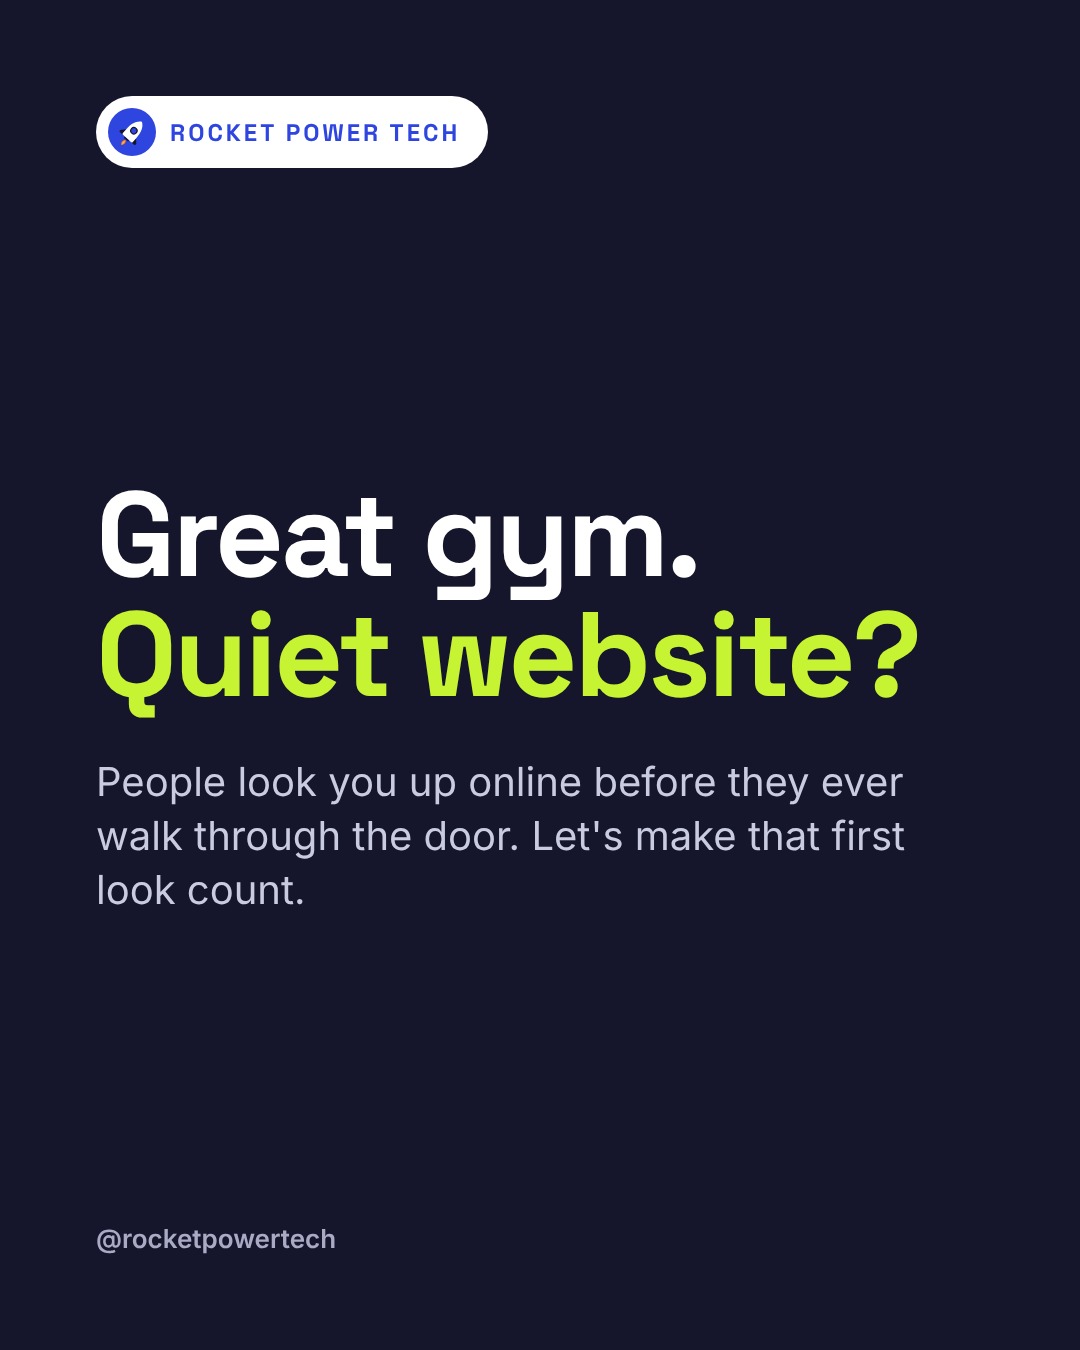 ROCKET POWER TECH
Great gym.
Quiet website?
People look you up online before they ever
walk through the door. Let's make that first
look count.
@rocketpowertech